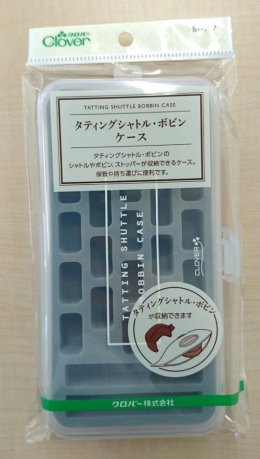 クロバー
Clover
TATTING SHUTTLE BOBBIN CASE
タティングシャトル・ボビン
ケース
タティングシャトル・ボビンの
シャトルやボビン、ストッパーが収納できるケース。
保管や持ち運びに便利です。
TATTING SHUTTLE
BOBBIN CASE
CLOVER
タティングシャトル・ボビン
が収納できます
クロバー株式会社